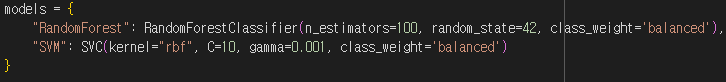 models = {
    "RandomForest": RandomForestClassifier(n_estimators=100, random_state=42, class_weight='balanced'),
    "SVM": SVC(kernel="rbf", C=10, gamma=0.001, class_weight='balanced')
}